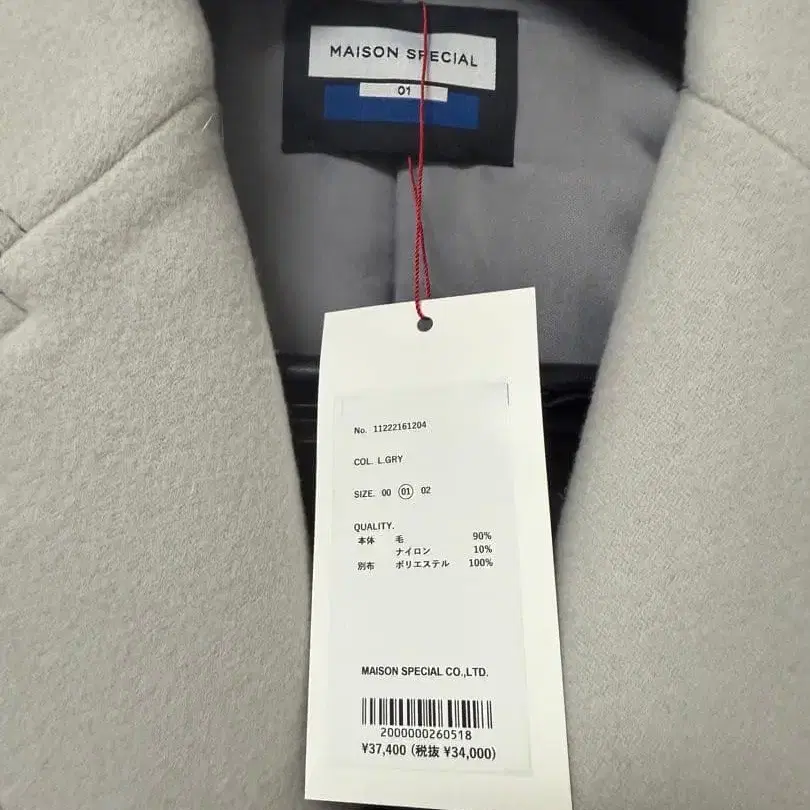 MAISON SPECIAL
01
No. 11222161204
COL. L.GRY
SIZE. 00 01 02
QUALITY.
本体 毛 90%
ナイロン 10%
別布 ポリエステル 100%
MAISON SPECIAL CO.,LTD.
2000000260518
¥37,400 (税抜 ¥34,000)